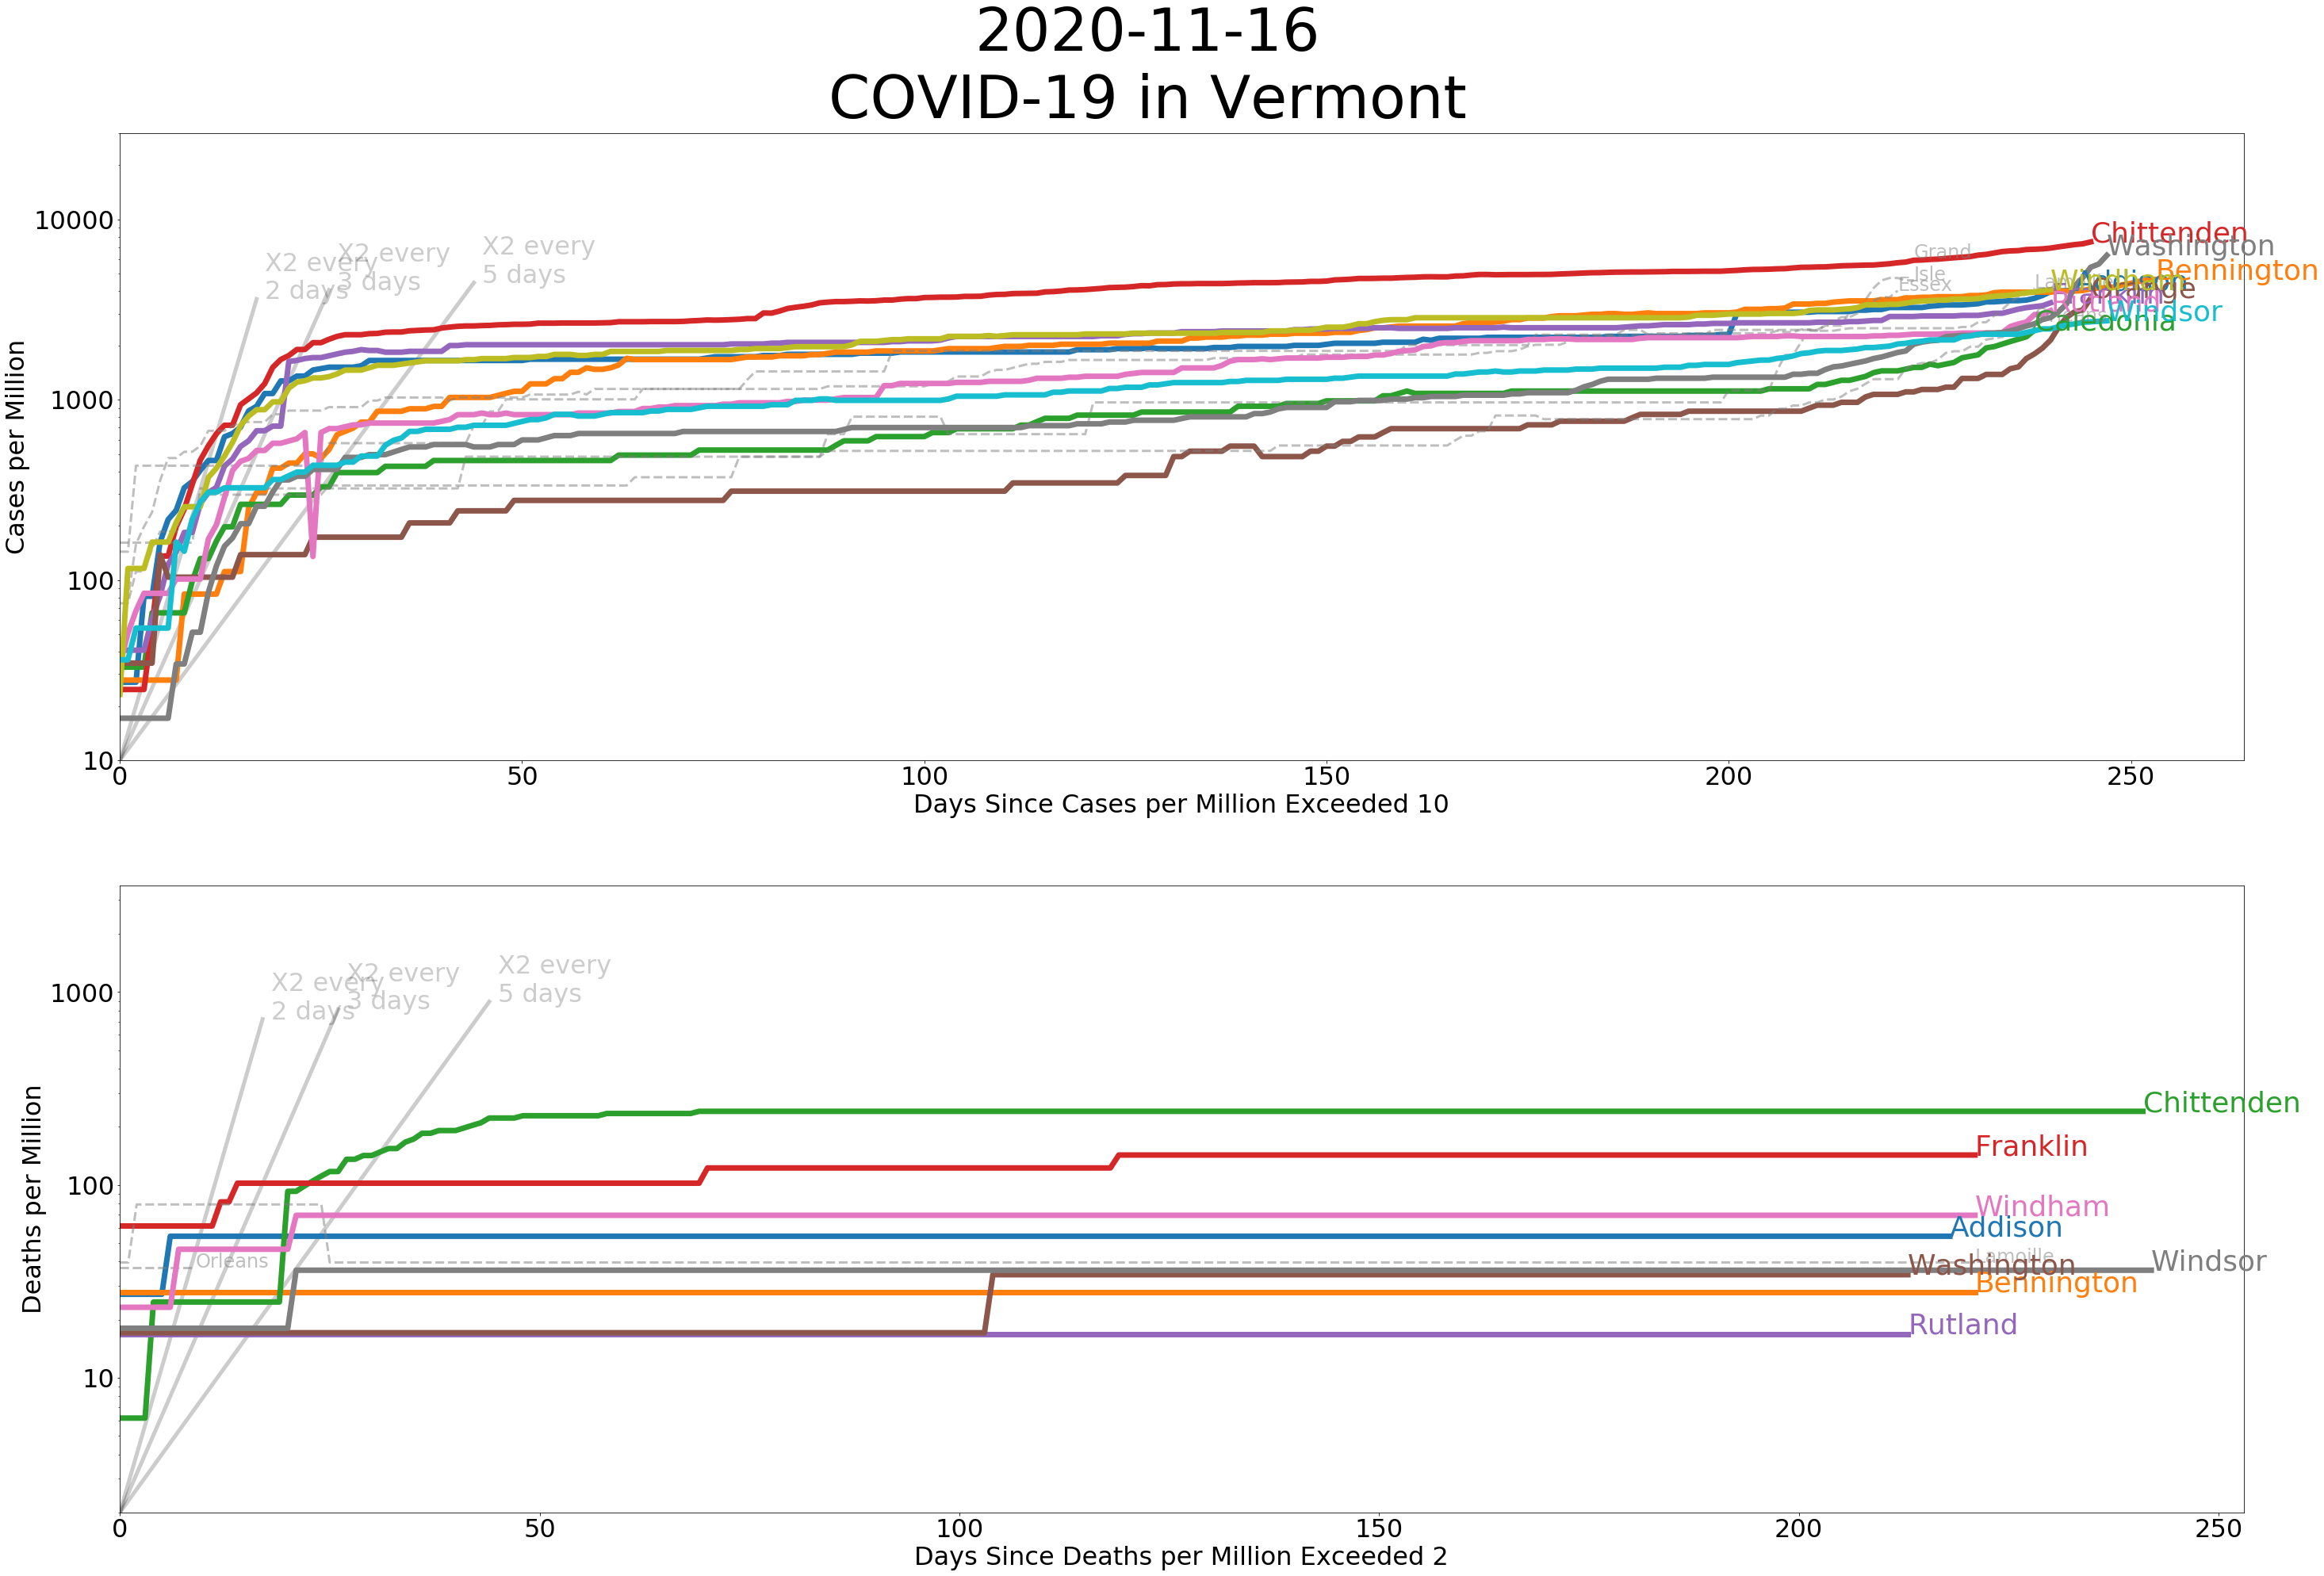 2020-11-16
COVID-19 in Vermont
Cases per Million
10000
1000
100
10
X2 every
2 days
X2 every
3 days
X2 every
5 days
Chittenden
Washington
Grand
Isle
Essex
Bennington
Addison
Windham
Orange
Rutland
Windsor
Caledonia
0
50
100
150
200
250
Days Since Cases per Million Exceeded 10
Deaths per Million
1000
100
10
X2 every
2 days
X2 every
3 days
X2 every
5 days
Chittenden
Franklin
Windham
Addison
Orleans
Lamoille
Washington
Windsor
Bennington
Rutland
0
50
100
150
200
250
Days Since Deaths per Million Exceeded 2